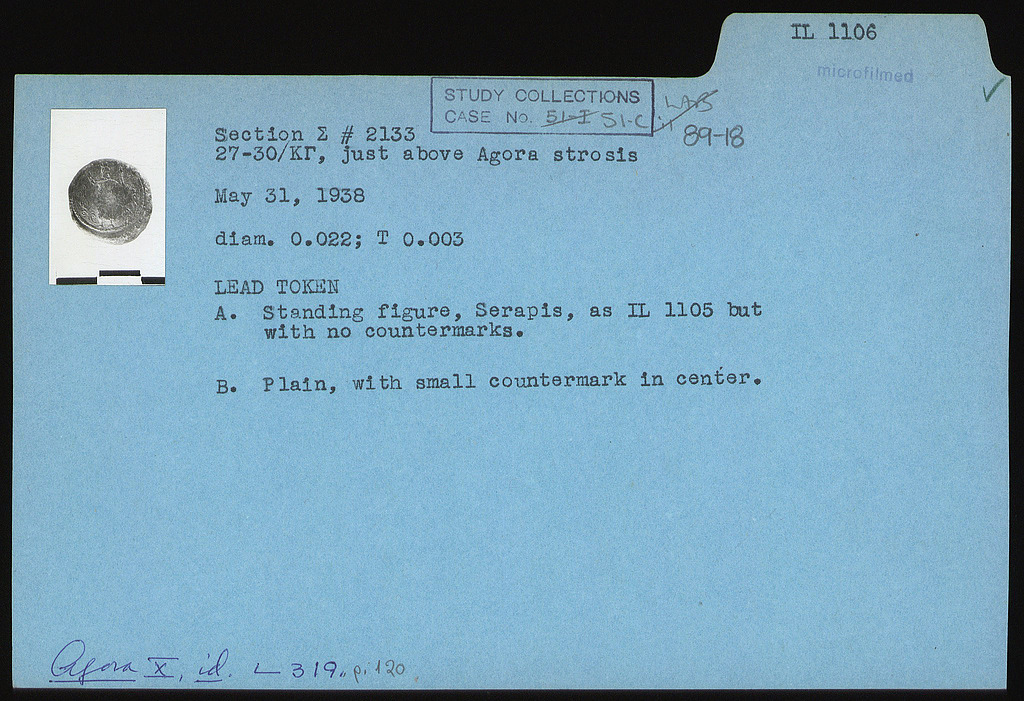 IL 1106
microfilmed
STUDY COLLECTIONS
CASE No. 51-I 51-C
LABS
89-18
Section Σ # 2133
27-30/ΚΓ, just above Agora strosis
May 31, 1938
diam. 0.022; T 0.003
LEAD TOKEN
A. Standing figure, Serapis, as IL 1105 but
with no countermarks.
B. Plain, with small countermark in center.
Agora X, id. L 319, p. 120